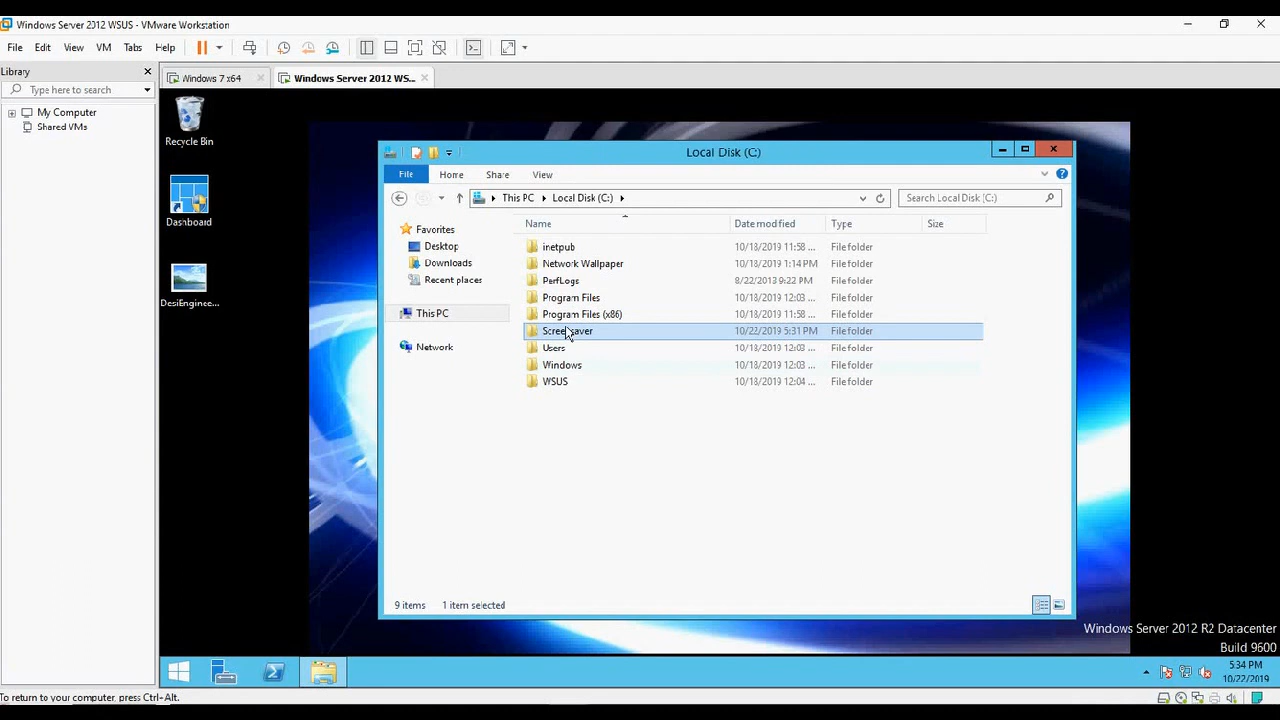 Windows Server 2012 WSUS - VMware Workstation
File Edit View VM Tabs Help
Library
Type here to search
My Computer
Shared VMs
Windows 7 x64
Windows Server 2012 WS...
Recycle Bin
Dashboard
DesiEnginee...
Local Disk (C:)
File Home Share View
This PC Local Disk (C:)
Search Local Disk (C:)
Favorites
Desktop
Downloads
Recent places
This PC
Network
Name Date modified Type Size
inetpub 10/18/2019 11:58 ... File folder
Network Wallpaper 10/18/2019 1:14 PM File folder
PerfLogs 8/22/2013 9:22 PM File folder
Program Files 10/18/2019 12:03 ... File folder
Program Files (x86) 10/18/2019 11:58 ... File folder
Screensaver 10/22/2019 5:31 PM File folder
Users 10/18/2019 12:03 ... File folder
Windows 10/18/2019 12:03 ... File folder
WSUS 10/18/2019 12:04 ... File folder
9 items 1 item selected
Windows Server 2012 R2 Datacenter
Build 9600
5:34 PM
10/22/2019
To return to your computer, press Ctrl-Alt.